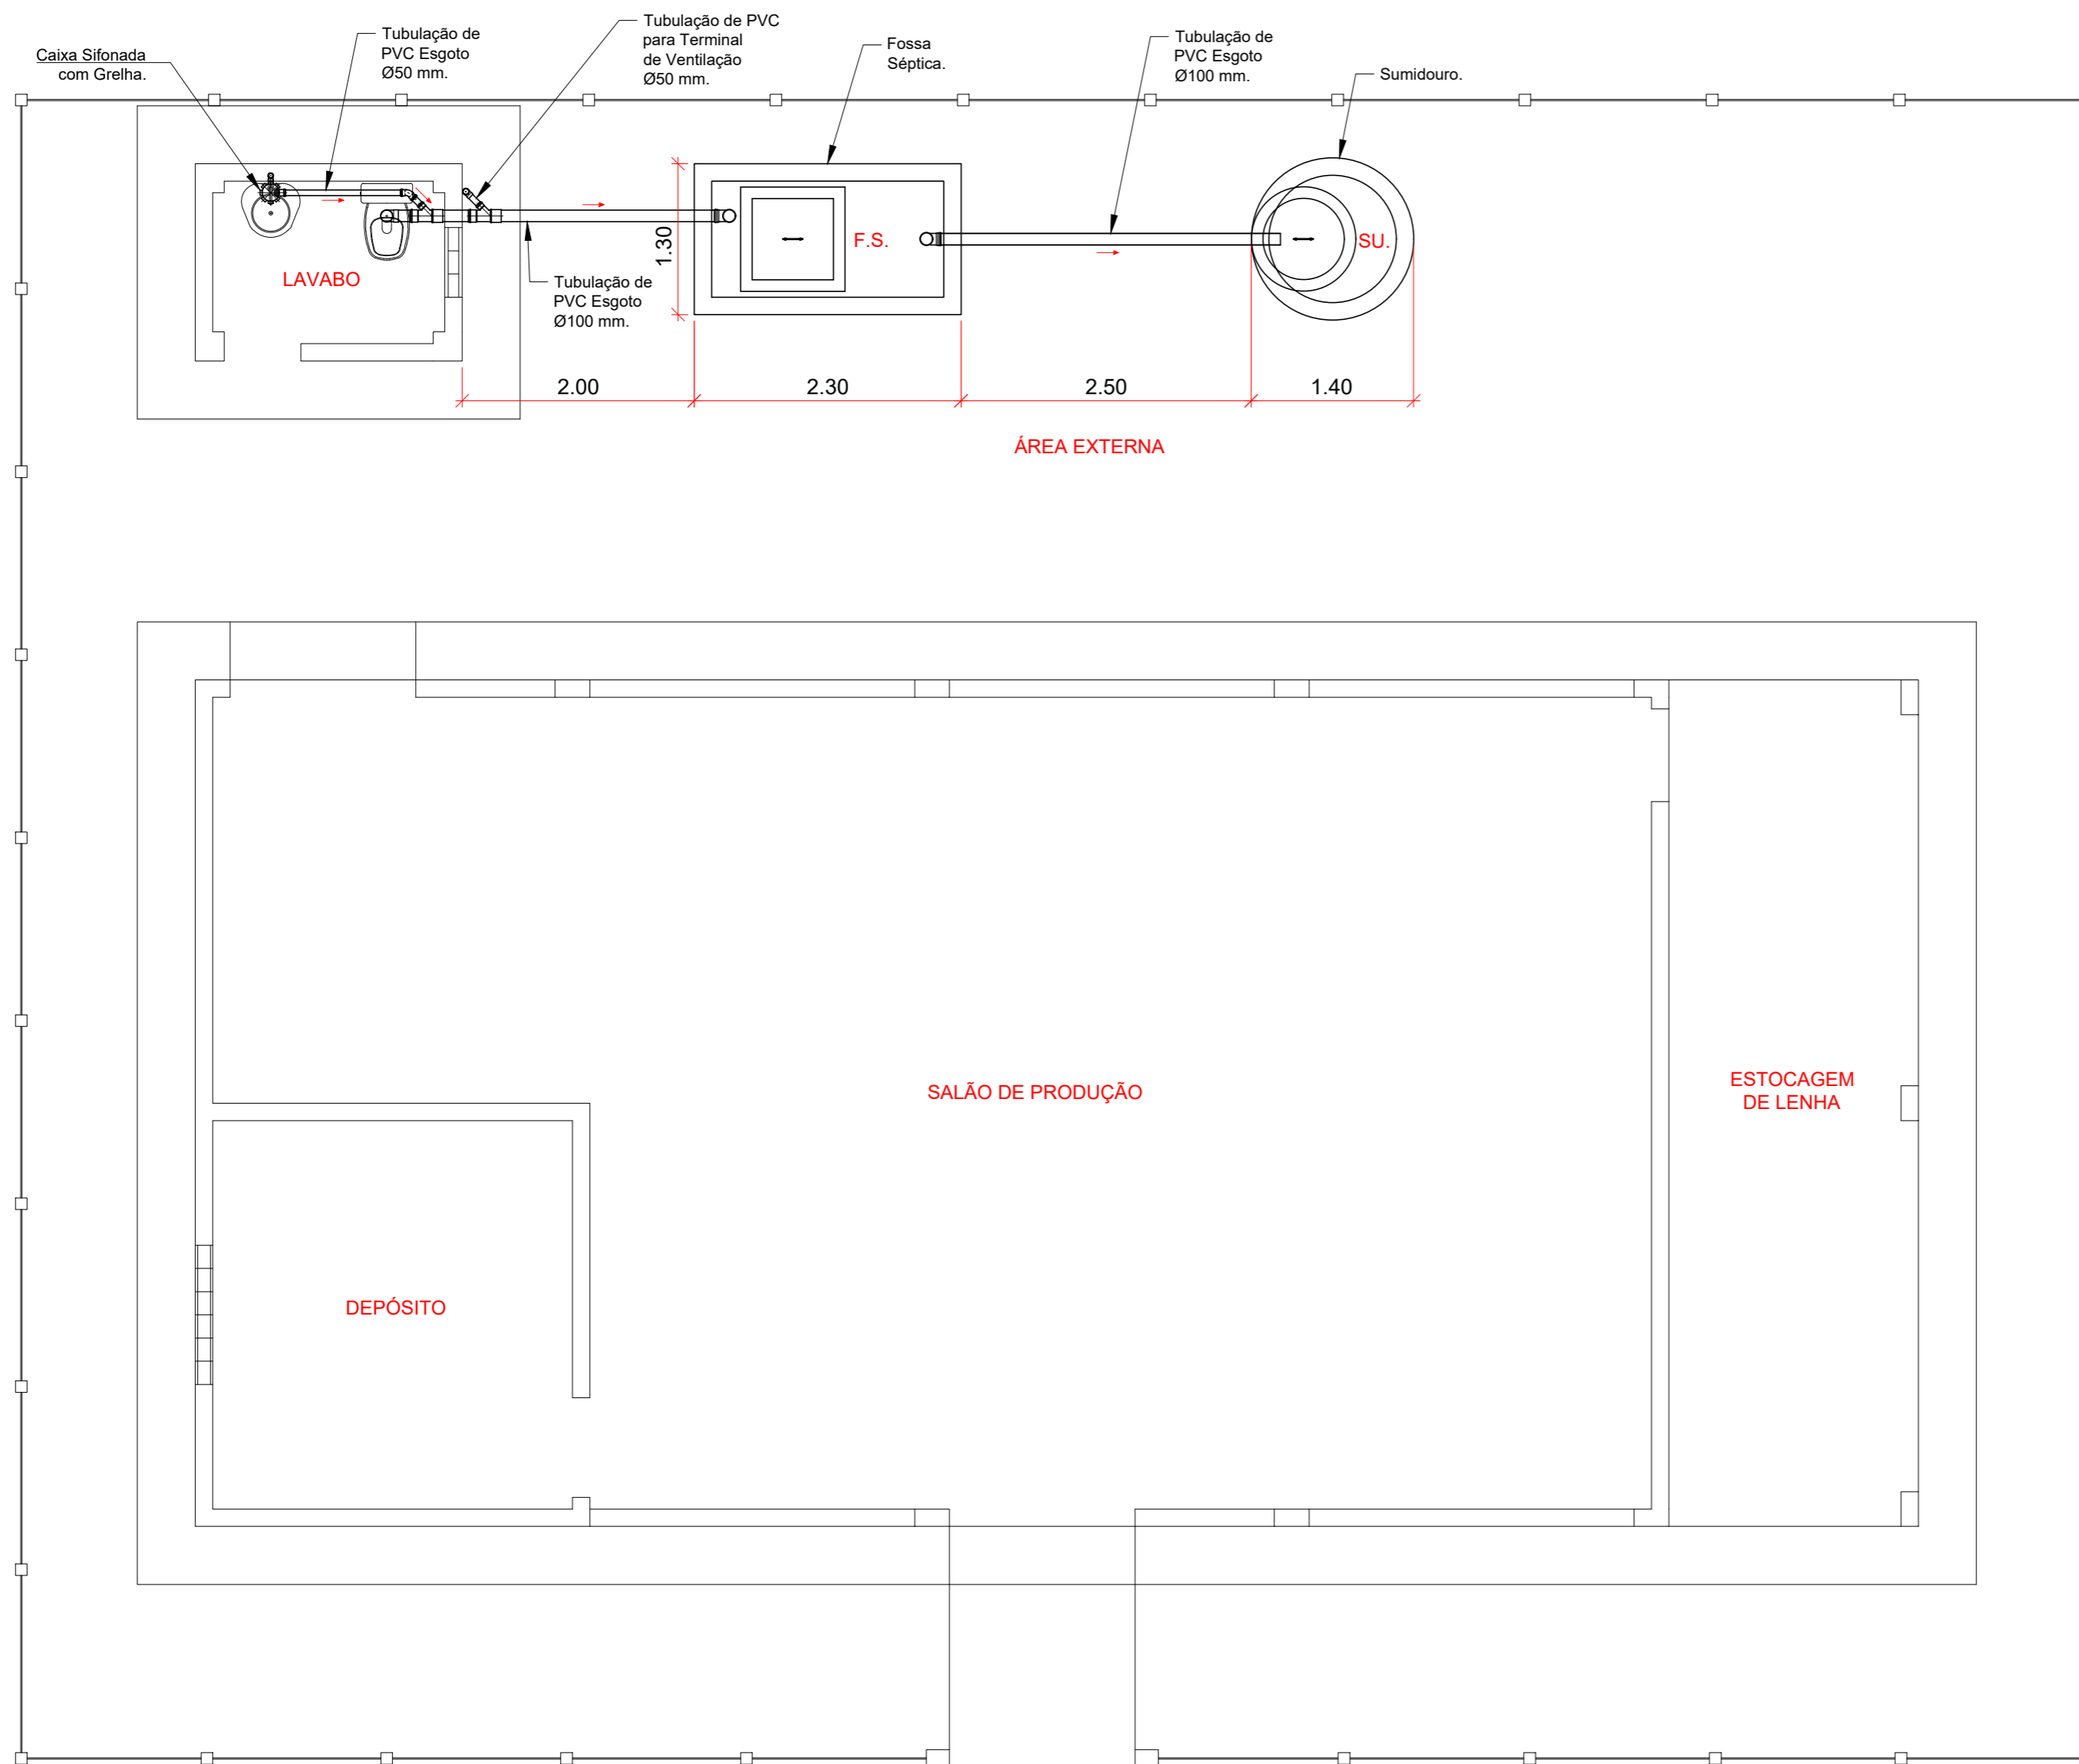 Caixa Sifonada
com Grelha.
Tubulação de
PVC Esgoto
Ø50 mm.
Tubulação de PVC
para Terminal
de Ventilação
Ø50 mm.
Fossa
Séptica.
Tubulação de
PVC Esgoto
Ø100 mm.
Sumidouro.
LAVABO
Tubulação de
PVC Esgoto
Ø100 mm.
1.30
F.S.
SU.
2.00
2.30
2.50
1.40
ÁREA EXTERNA
SALÃO DE PRODUÇÃO
ESTOCAGEM
DE LENHA
DEPÓSITO